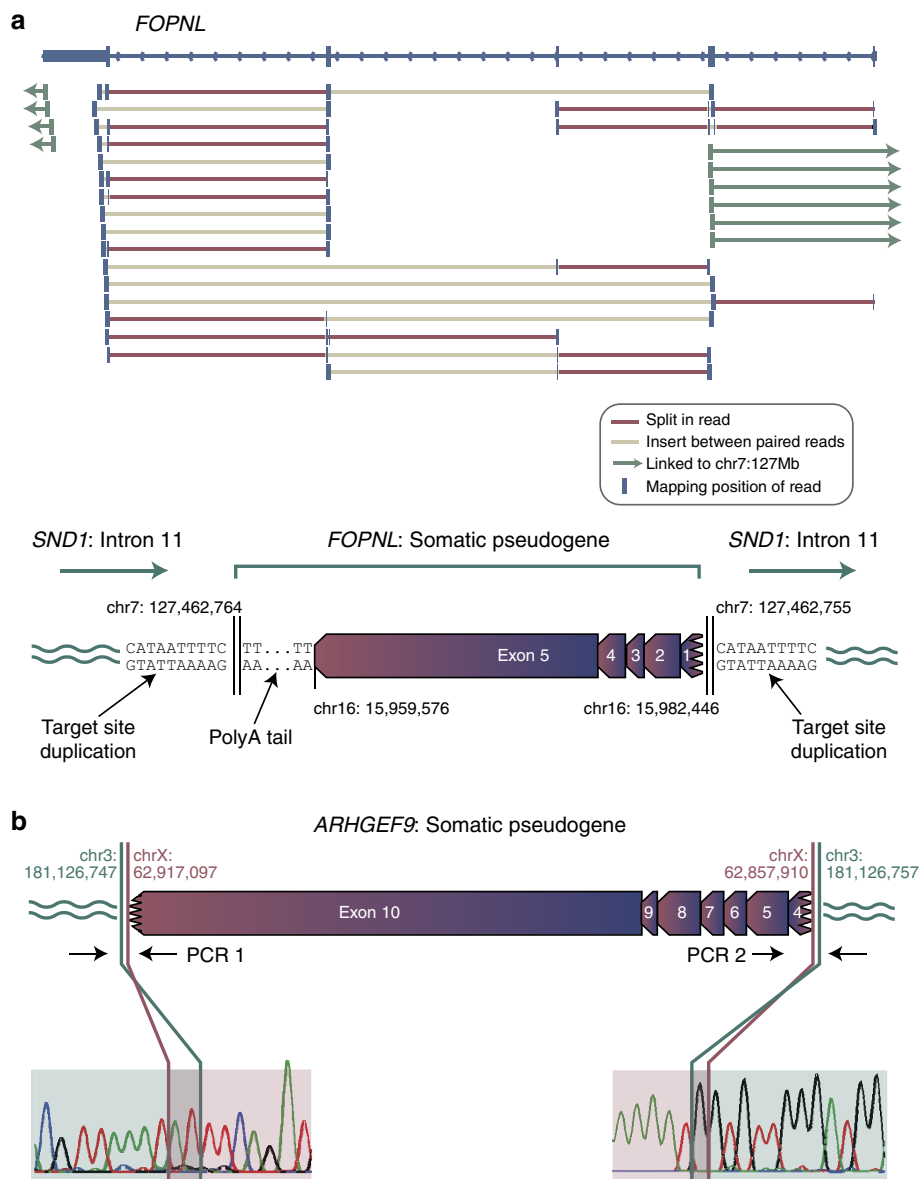 a
FOPNL
Split in read
Insert between paired reads
Linked to chr7:127Mb
Mapping position of read
SND1: Intron 11
FOPNL: Somatic pseudogene
SND1: Intron 11
chr7: 127,462,764
chr7: 127,462,755
CATAATTTTC TT...TT
GTATTAAAAG AA...AA
Exon 5 4 3 2 1
CATAATTTTC
GTATTAAAAG
chr16: 15,959,576
chr16: 15,982,446
Target site
duplication
PolyA tail
Target site
duplication
b
ARHGEF9: Somatic pseudogene
chr3:
181,126,747
chrX:
62,917,097
chrX:
62,857,910
chr3:
181,126,757
Exon 10 9 8 7 6 5 4
PCR 1
PCR 2